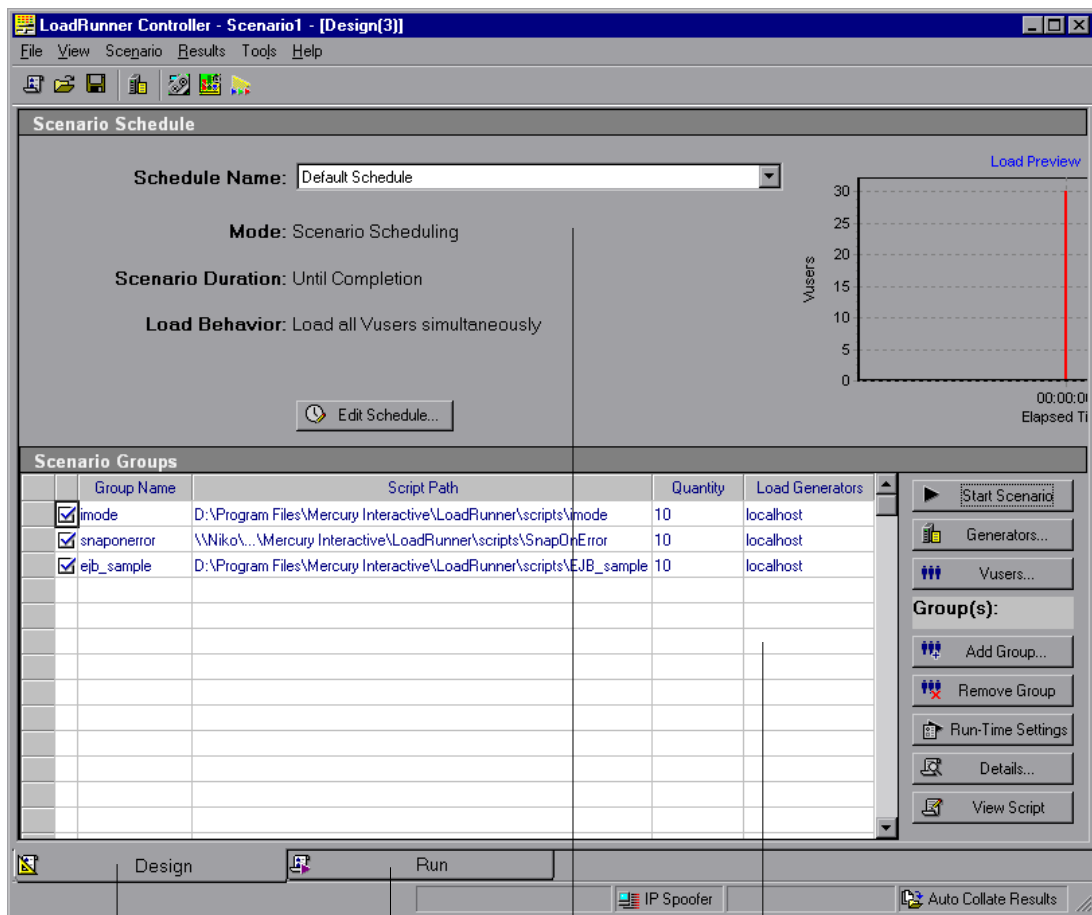 LoadRunner Controller - Scenario1 - [Design(3)]
File View Scenario Results Tools Help
Scenario Schedule
Schedule Name: Default Schedule
Mode: Scenario Scheduling
Scenario Duration: Until Completion
Load Behavior: Load all Vusers simultaneously
Edit Schedule...
Load Preview
Vusers
30
25
20
15
10
5
0
00:00:0
Elapsed Ti
Scenario Groups
Group Name Script Path Quantity Load Generators
imode D:\Program Files\Mercury Interactive\LoadRunner\scripts\imode 10 localhost
snaponerror \\Niko\...\Mercury Interactive\LoadRunner\scripts\SnapOnError 10 localhost
ejb_sample D:\Program Files\Mercury Interactive\LoadRunner\scripts\EJB_sample 10 localhost
Start Scenario
Generators...
Vusers...
Group(s):
Add Group...
Remove Group
Run-Time Settings
Details...
View Script
Design Run
IP Spoofer Auto Collate Results